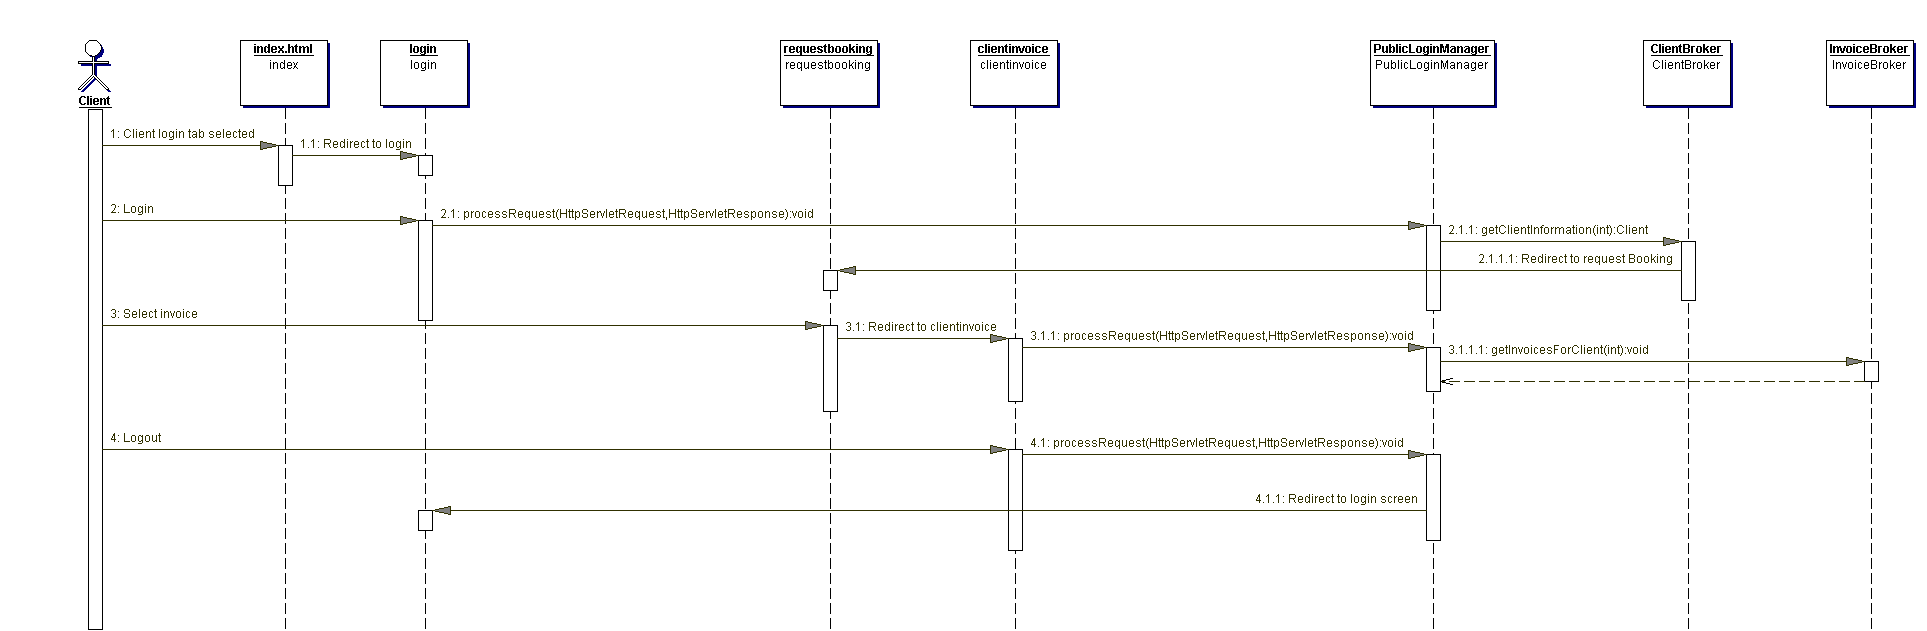 index.html
index
login
login
requestbooking
requestbooking
clientinvoice
clientinvoice
PublicLoginManager
PublicLoginManager
ClientBroker
ClientBroker
InvoiceBroker
InvoiceBroker
Client
1: Client login tab selected
1.1: Redirect to login
2: Login
2.1: processRequest(HttpServletRequest,HttpServletResponse):void
2.1.1: getClientInformation(int):Client
2.1.1.1: Redirect to request Booking
3: Select invoice
3.1: Redirect to clientinvoice
3.1.1: processRequest(HttpServletRequest,HttpServletResponse):void
3.1.1.1: getInvoicesForClient(int):void
4: Logout
4.1: processRequest(HttpServletRequest,HttpServletResponse):void
4.1.1: Redirect to login screen